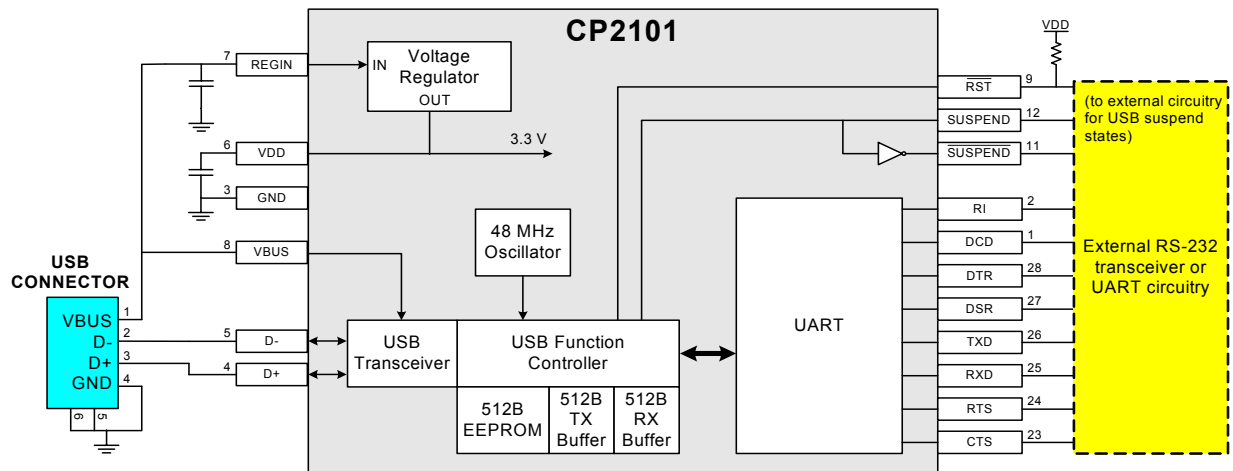 CP2101
VDD
7
REGIN
IN
Voltage
Regulator
OUT
6
VDD
3.3 V
3
GND
48 MHz
Oscillator
8
VBUS
USB
CONNECTOR
VBUS
1
D-
2
D+
3
GND
4
6
5
5
D-
4
D+
USB
Transceiver
USB Function
Controller
512B
EEPROM
512B
TX
Buffer
512B
RX
Buffer
UART
RST
9
SUSPEND
12
SUSPEND
11
RI
2
DCD
1
DTR
28
DSR
27
TXD
26
RXD
25
RTS
24
CTS
23
(to external circuitry
for USB suspend
states)
External RS-232
transceiver or
UART circuitry